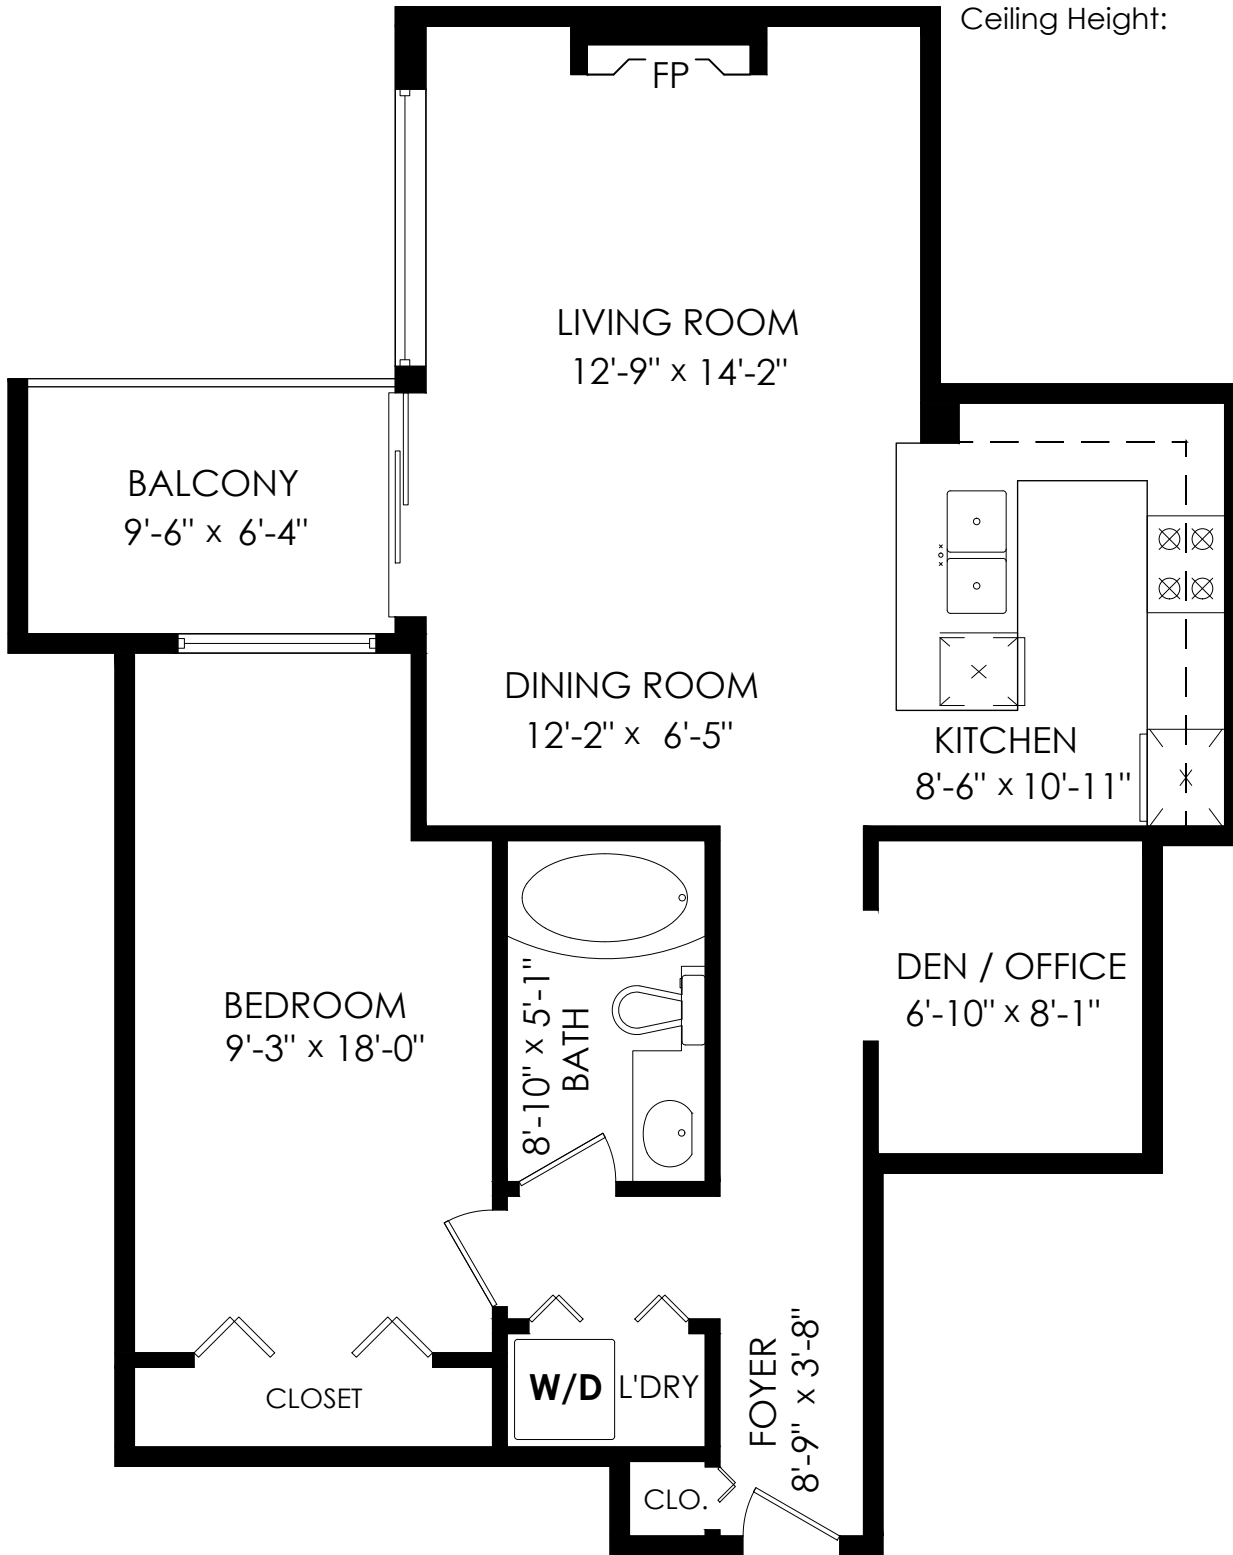 Ceiling Height:
FP
LIVING ROOM
12'-9" x 14'-2"
BALCONY
9'-6" x 6'-4"
DINING ROOM
12'-2" x 6'-5"
KITCHEN
8'-6" x 10'-11"
DEN / OFFICE
6'-10" x 8'-1"
BEDROOM
9'-3" x 18'-0"
8'-10" x 5'-1"
BATH
FOYER
8'-9" x 3'-8"
W/D L'DRY
CLOSET
CLO.